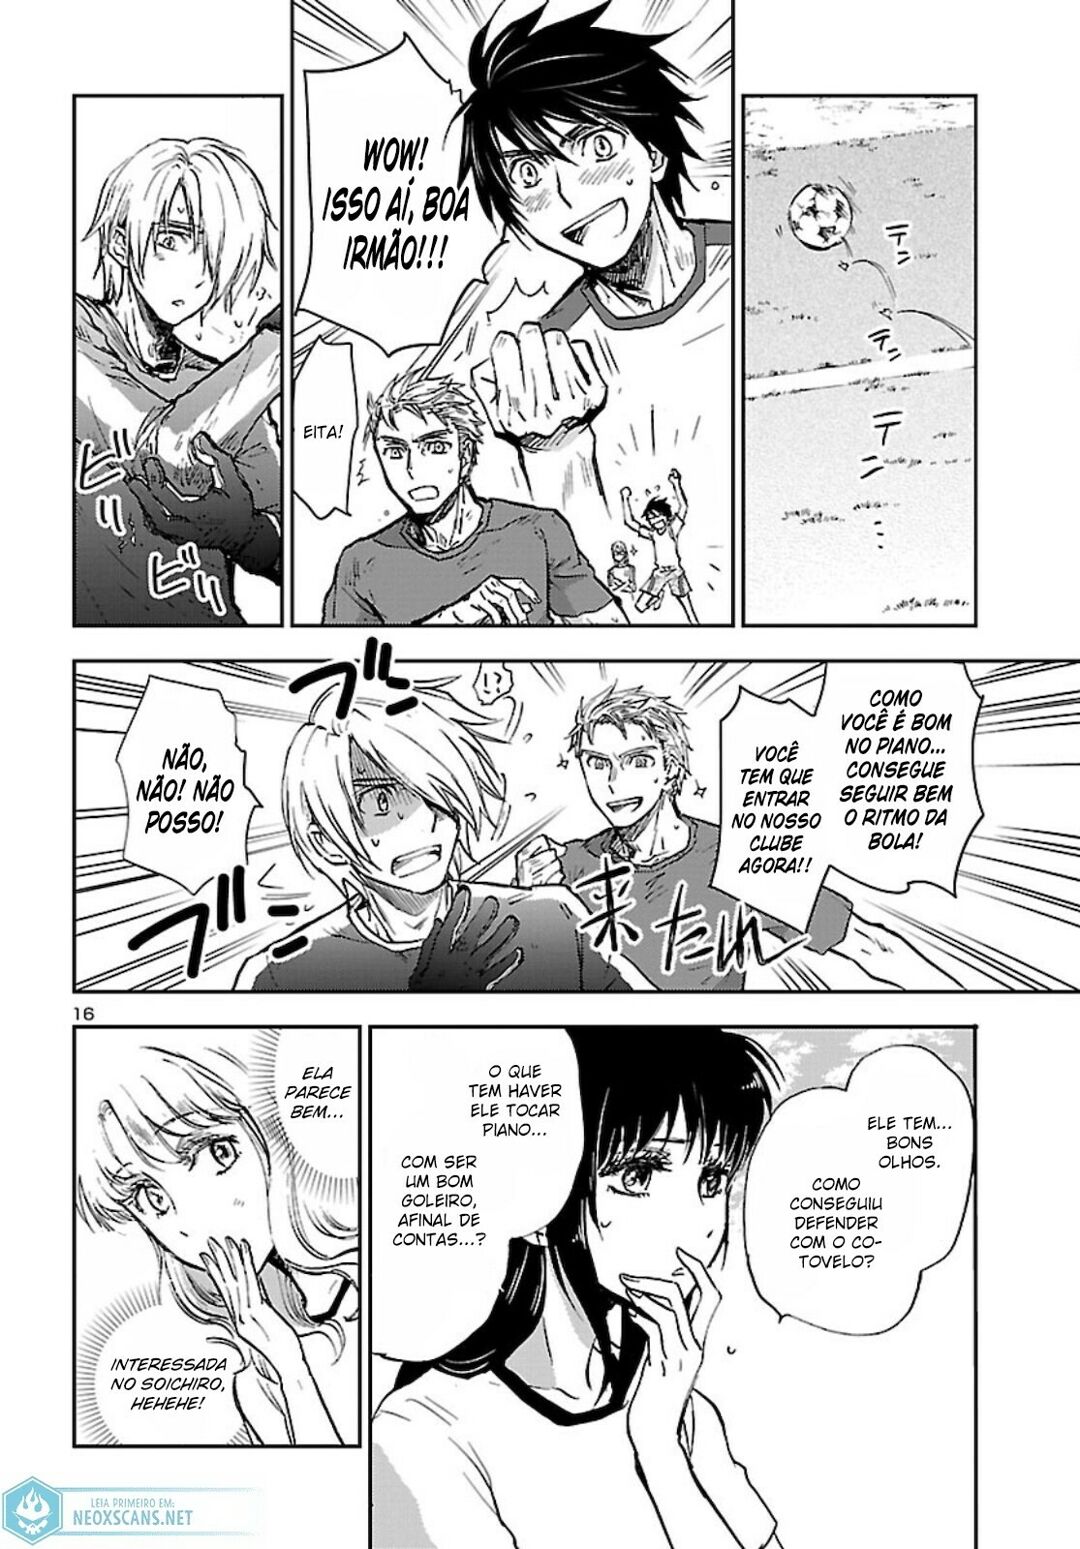 テン
テン
テン
WOW!
ISSO AÍ, BOA
IRMÃO!!!
EITA!
ビビビ
COMO
VOCÊ É BOM
NO PIANO...
CONSEGUE
SEGUIR BEM
O RITMO DA
BOLA!
VOCÊ
TEM QUE
ENTRAR
NO NOSSO
CLUBE
AGORA!!
!?
NÃO,
NÃO! NÃO
POSSO!
16
ELE TEM...
BONS
OLHOS.
COMO
CONSEGUIU
DEFENDER
COM O CO-
TOVELO?
O QUE
TEM HAVER
ELE TOCAR
PIANO...
COM SER
UM BOM
GOLEIRO,
AFINAL DE
CONTAS...?
ELA
PARECE
BEM...
INTERESSADA
NO SOICHIRO,
HEHEHE!
LEIA PRIMEIRO EM:
NEOXSCANS.NET